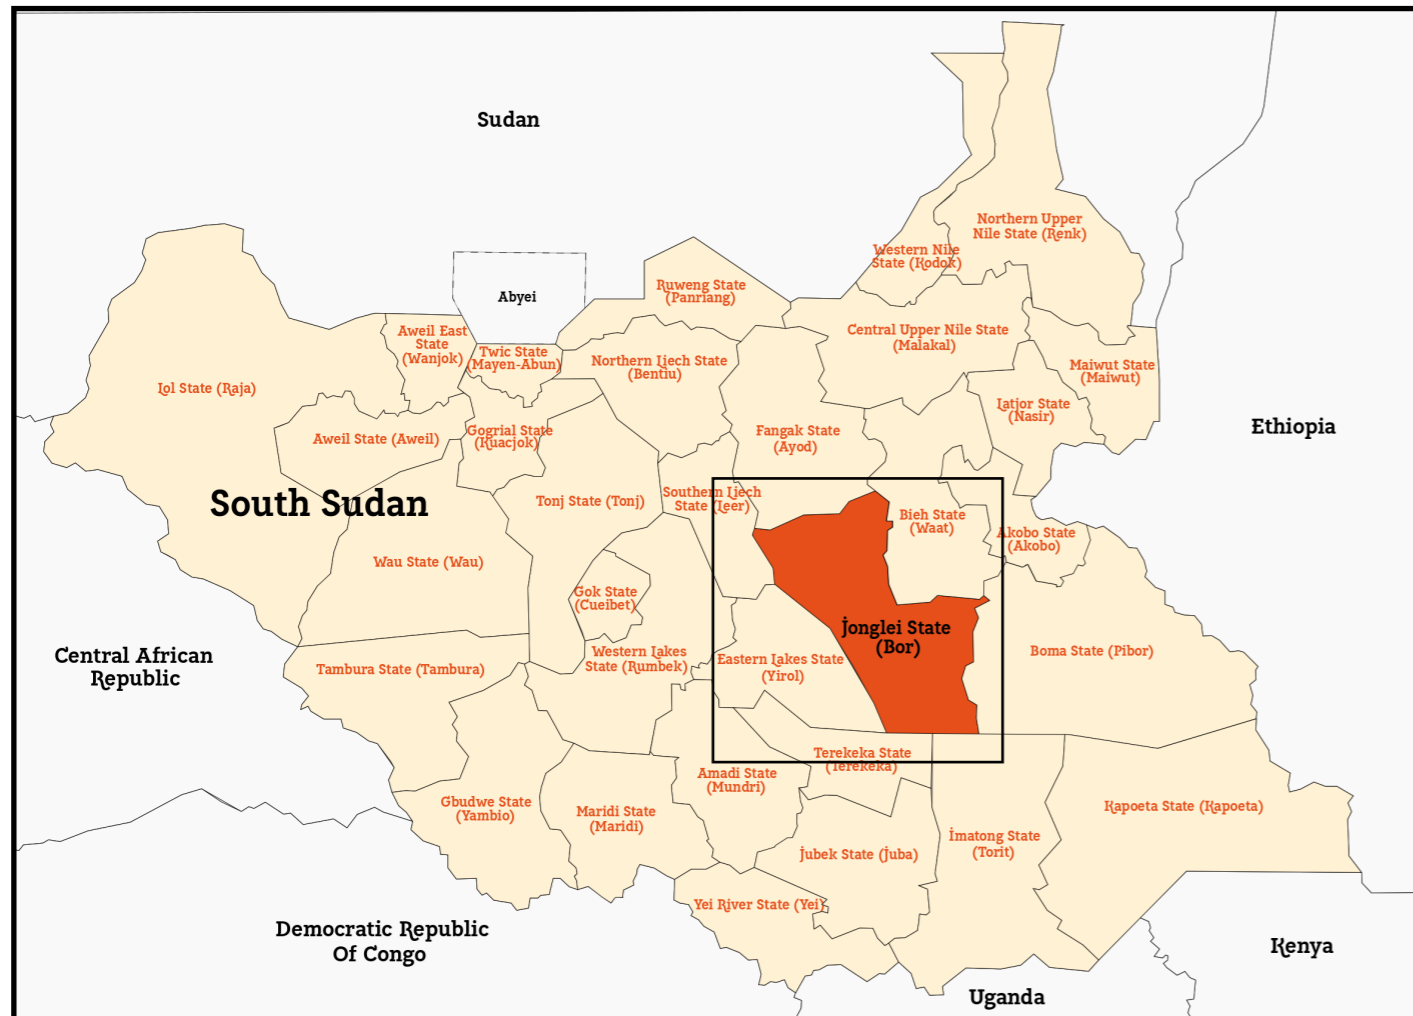 Sudan
Northern Upper
Nile State (Renk)
Western Nile
State (Kodok)
Abyei
Ruweng State
(Panriang)
Aweil East
State
(Wanjok)
Twic State
(Mayen-Abun)
Northern Liech State
(Bentiu)
Central Upper Nile State
(Malakal)
Maiwut State
(Maiwut)
Lol State (Raja)
Latjor State
(Nasir)
Aweil State (Aweil)
Gogrial State
(Kuacjok)
Fangak State
(Ayod)
Ethiopia
South Sudan
Tonj State (Tonj)
Southern Liech
State (Leer)
Bieh State
(Waat)
Akobo State
(Akobo)
Wau State (Wau)
Gok State
(Cueibet)
Jonglei State
(Bor)
Central African
Republic
Tambura State (Tambura)
Western Lakes
State (Rumbek)
Eastern Lakes State
(Yirol)
Boma State (Pibor)
Terekeka State
(Terekeka)
Amadi State
(Mundri)
Gbudwe State
(Yambio)
Maridi State
(Maridi)
Kapoeta State (Kapoeta)
Imatong State
(Torit)
Jubek State (Juba)
Yei River State (Yei)
Democratic Republic
Of Congo
Kenya
Uganda